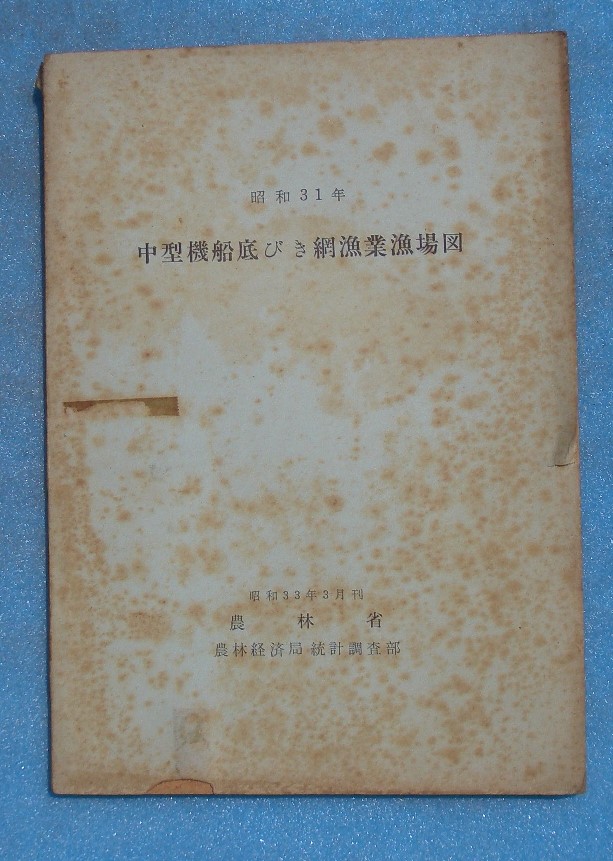 昭和31年
中型機船底びき網漁業漁場図
昭和33年3月刊
農林省
農林経済局統計調査部